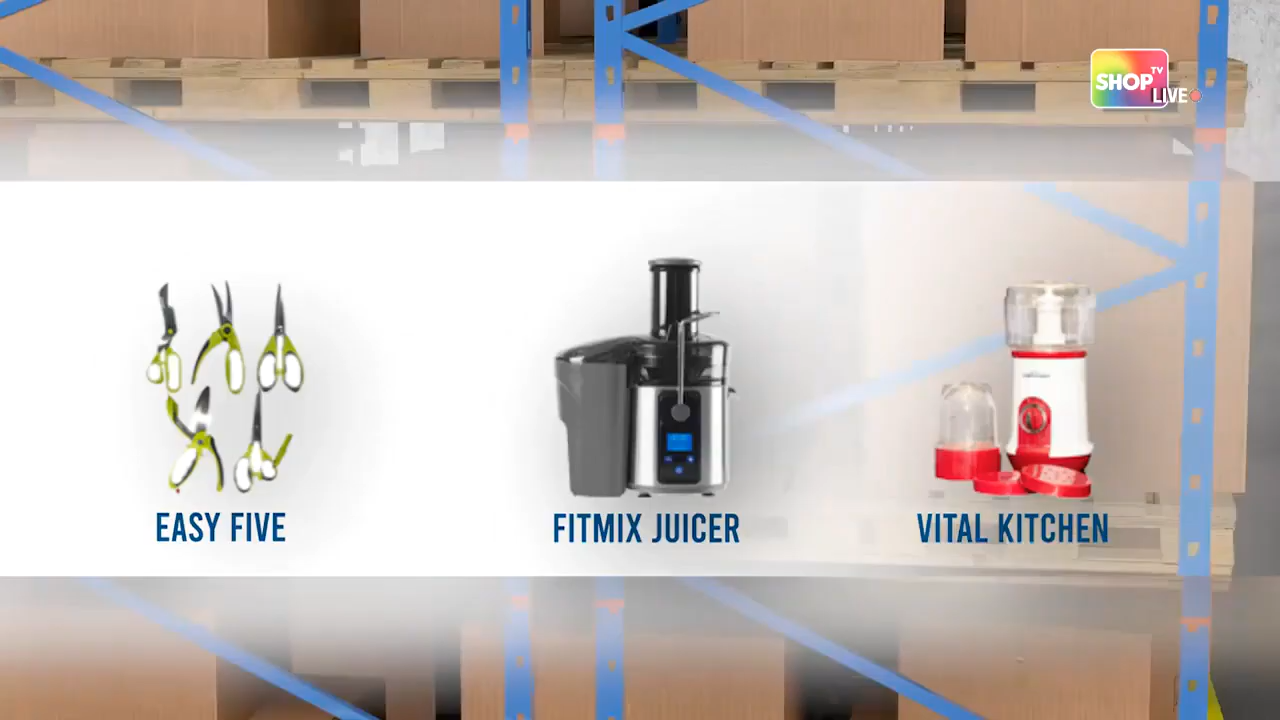 SHOP TV
LIVE
EASY FIVE
FITMIX JUICER
VITAL KITCHEN